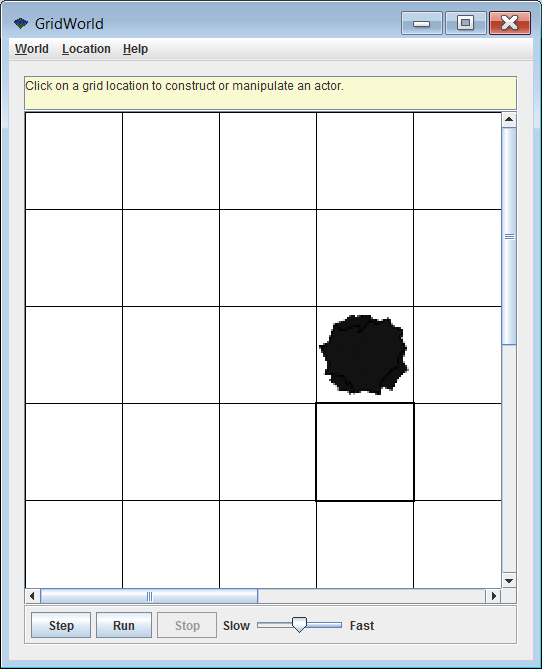 GridWorld
World Location Help
Click on a grid location to construct or manipulate an actor.
Step Run Stop Slow Fast